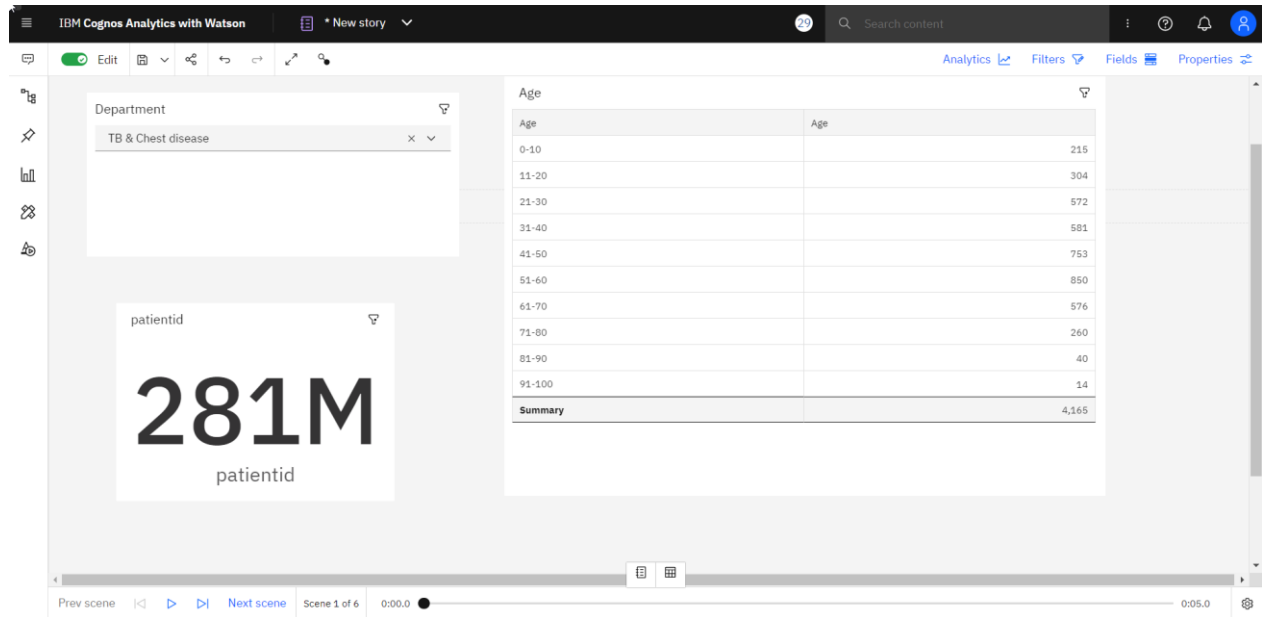 IBM Cognos Analytics with Watson
* New story
29
Search content
Edit
Analytics
Filters
Fields
Properties
Department
TB & Chest disease
patientid
281M
patientid
Age
Age Age
0-10 215
11-20 304
21-30 572
31-40 581
41-50 753
51-60 850
61-70 576
71-80 260
81-90 40
91-100 14
Summary 4,165
Prev scene
Next scene
Scene 1 of 6
0:00.0
0:05.0